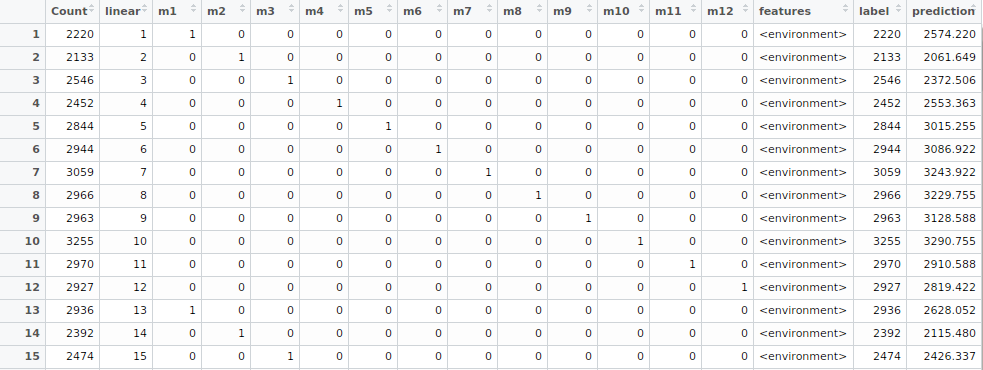 Count linear m1 m2 m3 m4 m5 m6 m7 m8 m9 m10 m11 m12 features label prediction
1 2220 1 1 0 0 0 0 0 0 0 0 0 0 0 <environment> 2220 2574.220
2 2133 2 0 1 0 0 0 0 0 0 0 0 0 0 <environment> 2133 2061.649
3 2546 3 0 0 1 0 0 0 0 0 0 0 0 0 <environment> 2546 2372.506
4 2452 4 0 0 0 1 0 0 0 0 0 0 0 0 <environment> 2452 2553.363
5 2844 5 0 0 0 0 1 0 0 0 0 0 0 0 <environment> 2844 3015.255
6 2944 6 0 0 0 0 0 1 0 0 0 0 0 0 <environment> 2944 3086.922
7 3059 7 0 0 0 0 0 0 1 0 0 0 0 0 <environment> 3059 3243.922
8 2966 8 0 0 0 0 0 0 0 1 0 0 0 0 <environment> 2966 3229.755
9 2963 9 0 0 0 0 0 0 0 0 1 0 0 0 <environment> 2963 3128.588
10 3255 10 0 0 0 0 0 0 0 0 0 1 0 0 <environment> 3255 3290.755
11 2970 11 0 0 0 0 0 0 0 0 0 0 1 0 <environment> 2970 2910.588
12 2927 12 0 0 0 0 0 0 0 0 0 0 0 1 <environment> 2927 2819.422
13 2936 13 1 0 0 0 0 0 0 0 0 0 0 0 <environment> 2936 2628.052
14 2392 14 0 1 0 0 0 0 0 0 0 0 0 0 <environment> 2392 2115.480
15 2474 15 0 0 1 0 0 0 0 0 0 0 0 0 <environment> 2474 2426.337